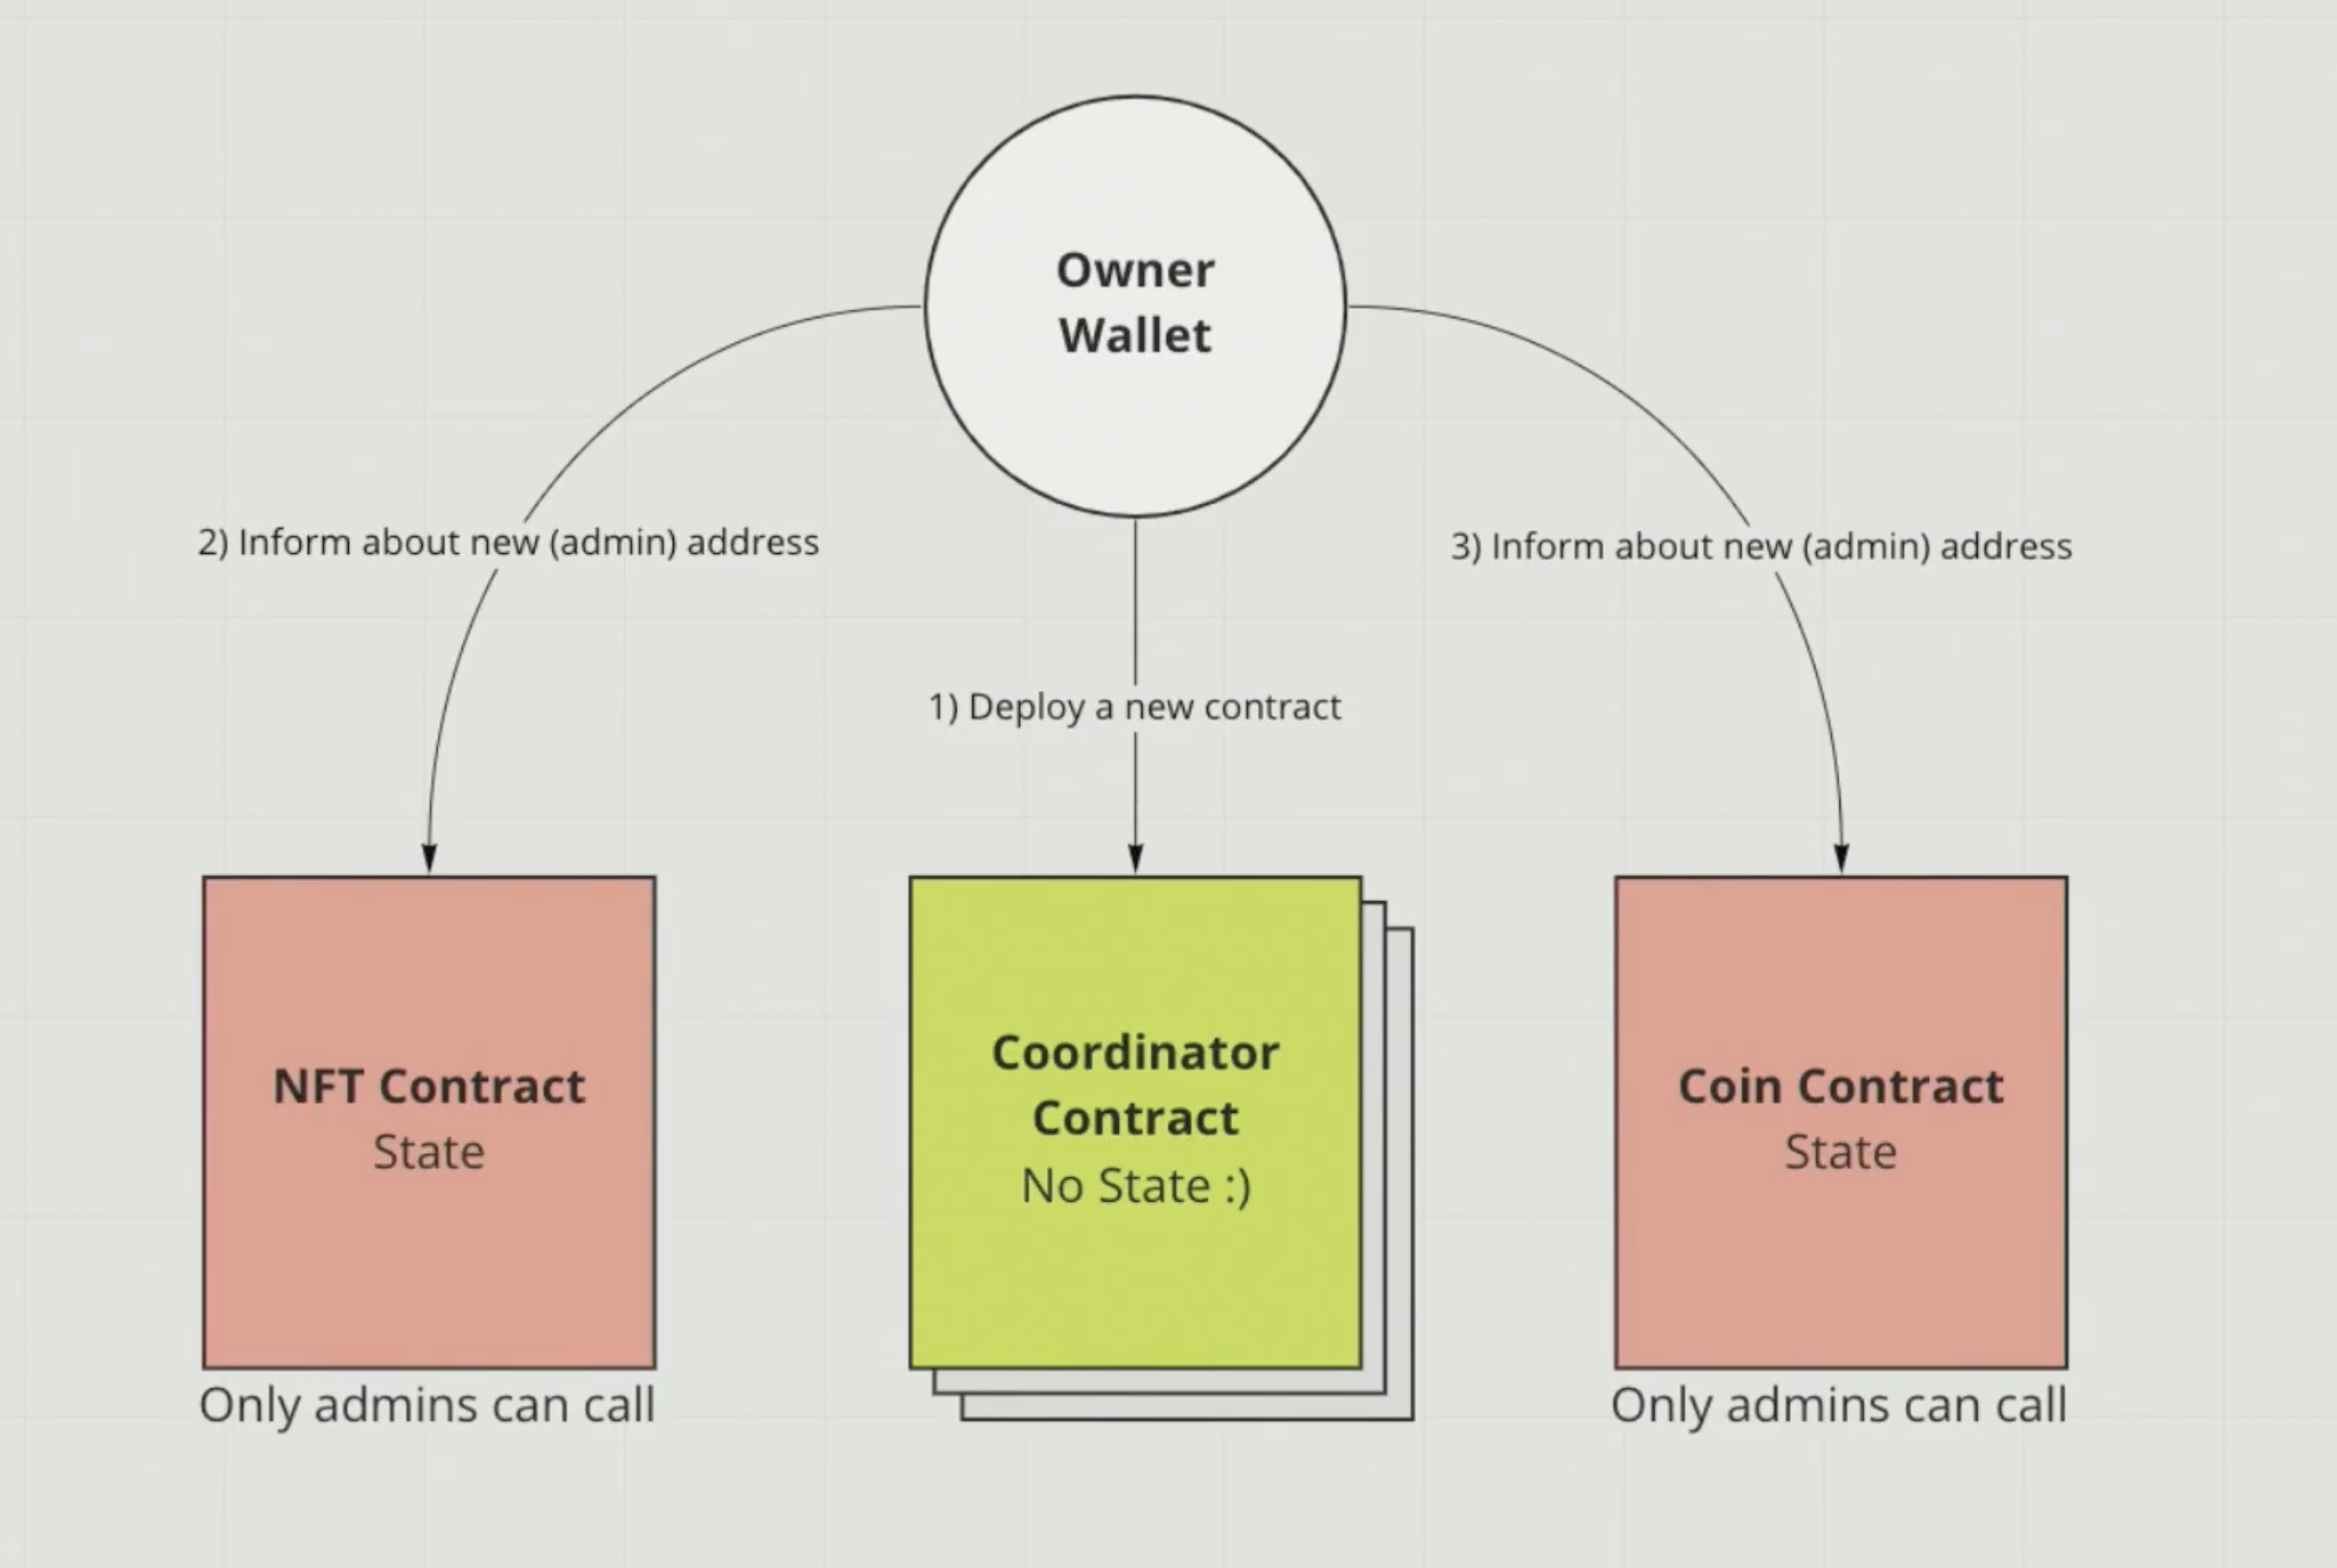 Owner
Wallet
2) Inform about new (admin) address
3) Inform about new (admin) address
1) Deploy a new contract
NFT Contract
State
Only admins can call
Coordinator
Contract
No State :)
Coin Contract
State
Only admins can call